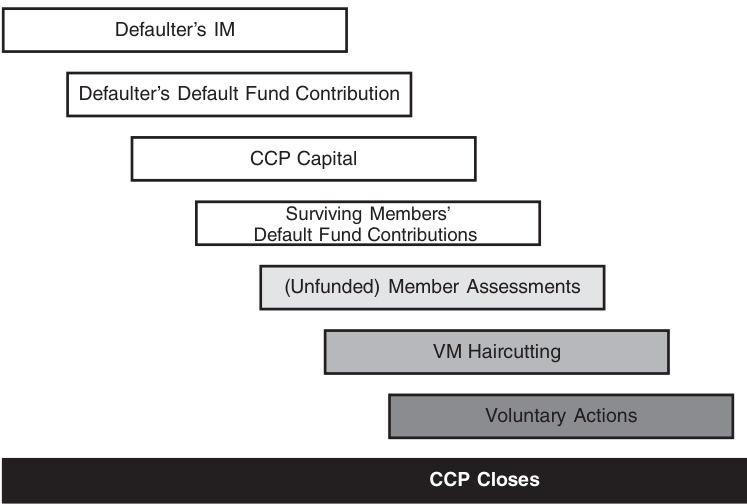 Defaulter's IM
Defaulter's Default Fund Contribution
CCP Capital
Surviving Members'
Default Fund Contributions
(Unfunded) Member Assessments
VM Haircutting
Voluntary Actions
CCP Closes